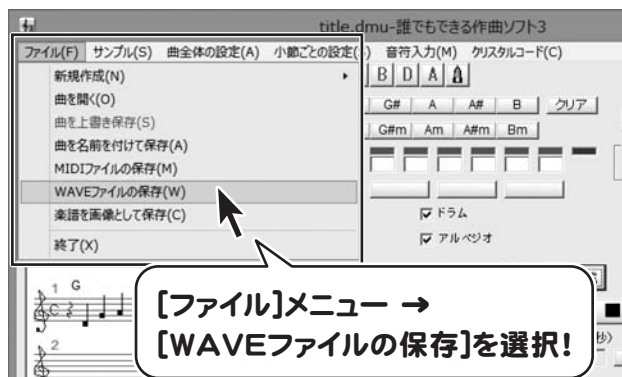 title.dmu-誰でもできる作曲ソフト3
ファイル(F) サンプル(S) 曲全体の設定(A) 小節ごとの設定( ) 音符入力(M) クリスタルコード(C)
新規作成(N)
B D A A
曲を開く(O)
G# A A# B クリア
曲を上書き保存(S)
G#m Am A#m Bm
曲を名前を付けて保存(A)
MIDIファイルの保存(M)
WAVEファイルの保存(W)
楽譜を画像として保存(C)
ドラム
終了(X)
アルペジオ
1 G
C
[ファイル]メニュー →
[WAVEファイルの保存]を選択!
2
秒)